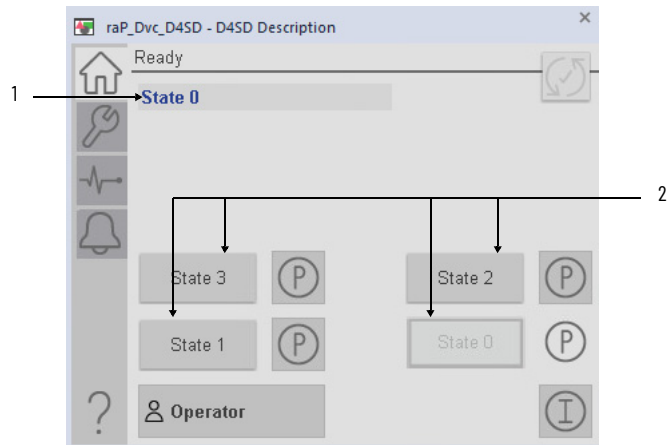 raP_Dvc_D4SD - D4SD Description
Ready
1
State 0
2
State 3
P
State 2
P
State 1
P
State 0
P
?
Operator
I